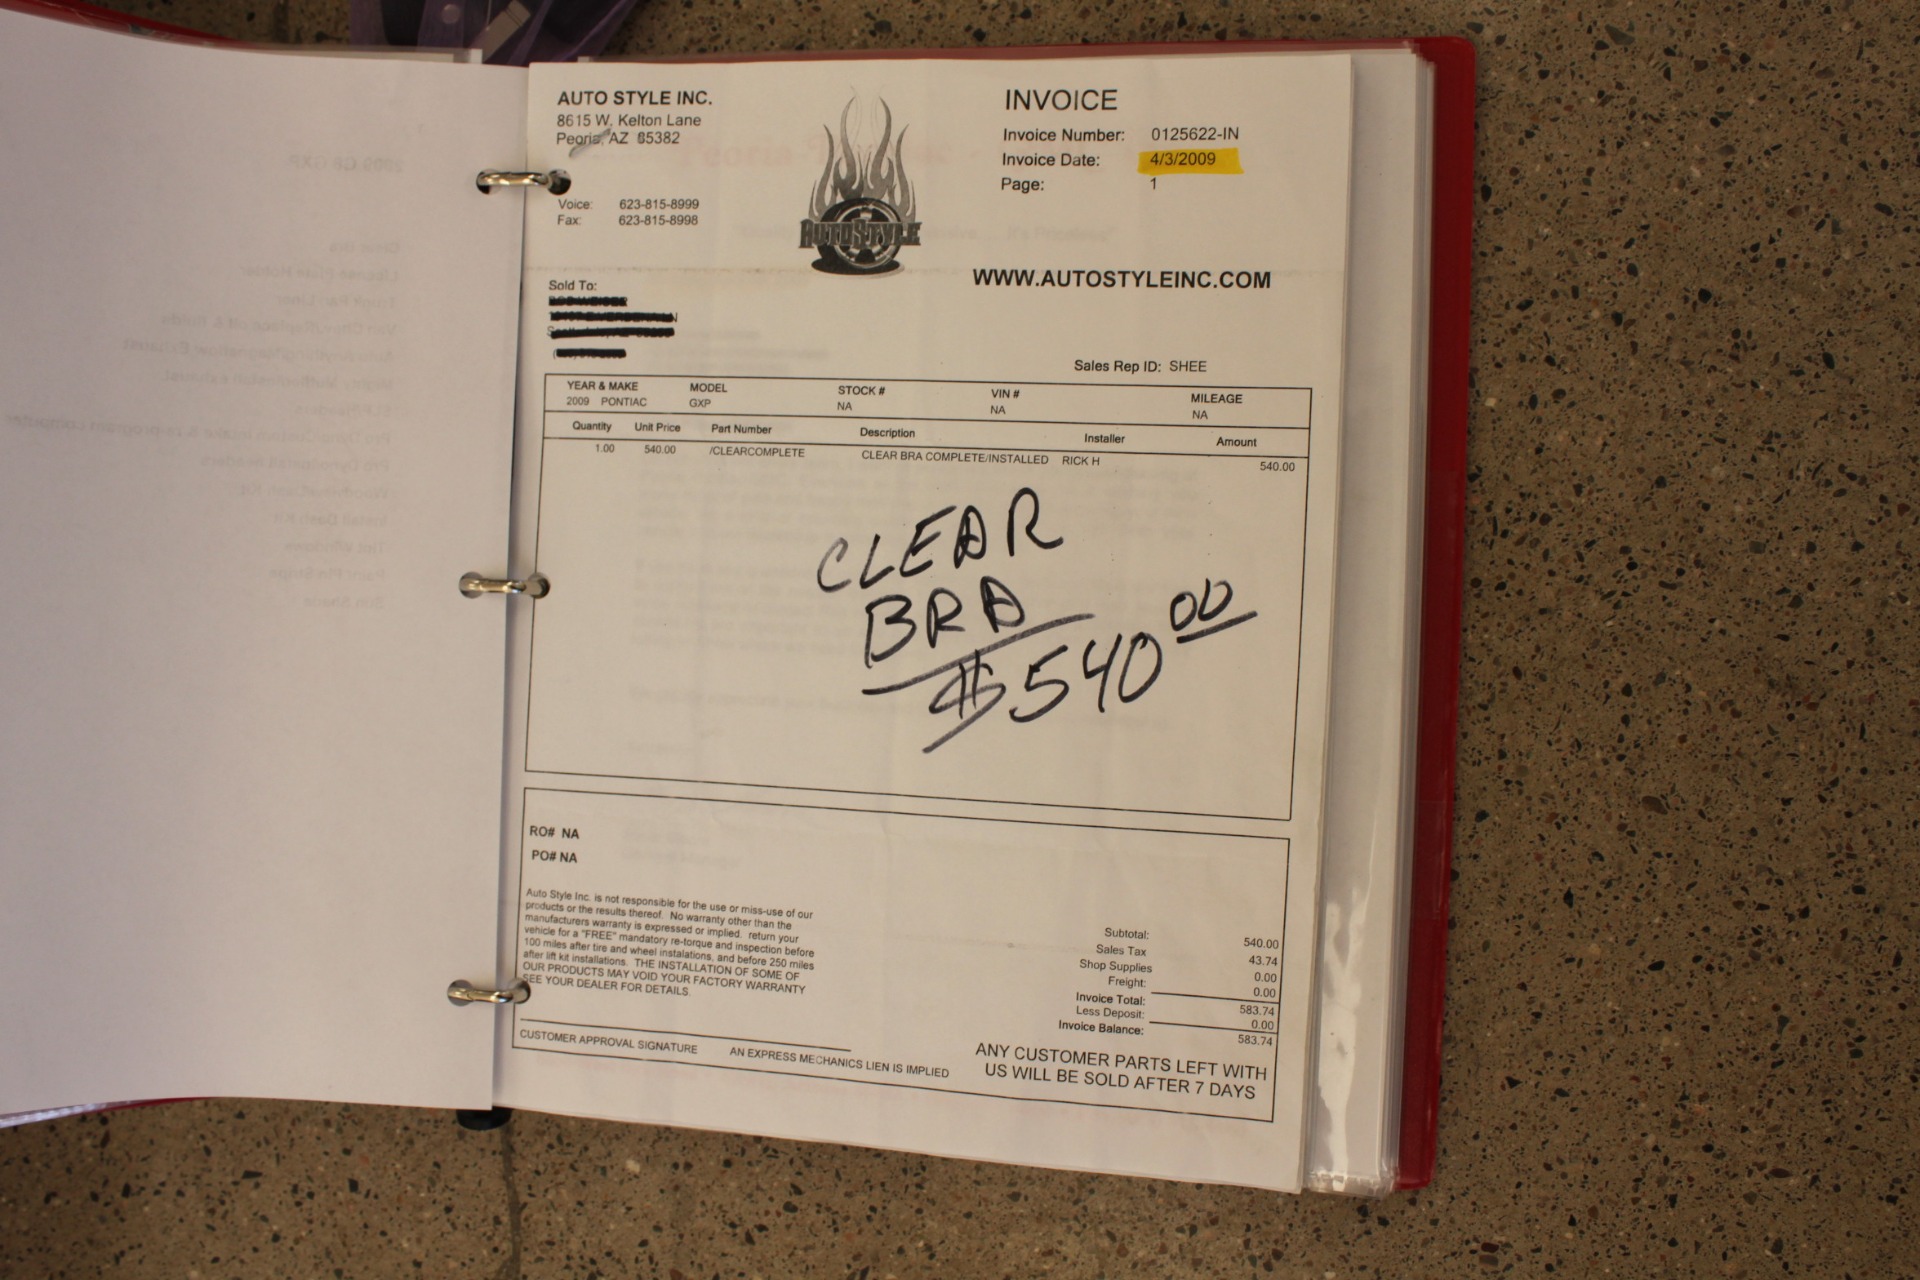 AUTO STYLE INC.
8615 W. Kelton Lane
Peoria, AZ 85382
Voice: 623-815-8999
Fax: 623-815-8998
AUTOSTYLE
INVOICE
Invoice Number: 0125622-IN
Invoice Date: 4/3/2009
Page: 1
WWW.AUTOSTYLEINC.COM
Sold To:
Sales Rep ID: SHEE
YEAR & MAKE MODEL STOCK # VIN # MILEAGE
2009 PONTIAC GXP NA NA NA
Quantity Unit Price Part Number Description Installer Amount
1.00 540.00 /CLEARCOMPLETE CLEAR BRA COMPLETE/INSTALLED RICK H 540.00
CLEAR
BRA
$540.00
RO# NA
PO# NA
Auto Style Inc. is not responsible for the use or miss-use of our
products or the results thereof. No warranty other than the
manufacturers warranty is expressed or implied. return your
vehicle for a "FREE" mandatory re-torque and inspection before
100 miles after tire and wheel instalations, and before 250 miles
after lift kit installations. THE INSTALLATION OF SOME OF
OUR PRODUCTS MAY VOID YOUR FACTORY WARRANTY
SEE YOUR DEALER FOR DETAILS.
Subtotal: 540.00
Sales Tax 43.74
Shop Supplies 0.00
Freight: 0.00
Invoice Total: 583.74
Less Deposit: 0.00
Invoice Balance: 583.74
CUSTOMER APPROVAL SIGNATURE AN EXPRESS MECHANICS LIEN IS IMPLIED
ANY CUSTOMER PARTS LEFT WITH
US WILL BE SOLD AFTER 7 DAYS